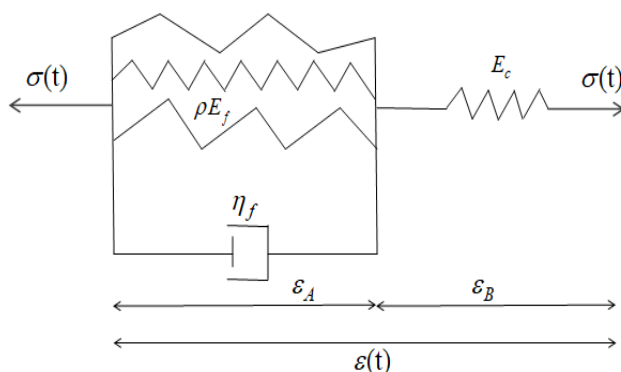 σ(t)
E_c
σ(t)
ρE_f
η_f
ε_A
ε_B
ε(t)